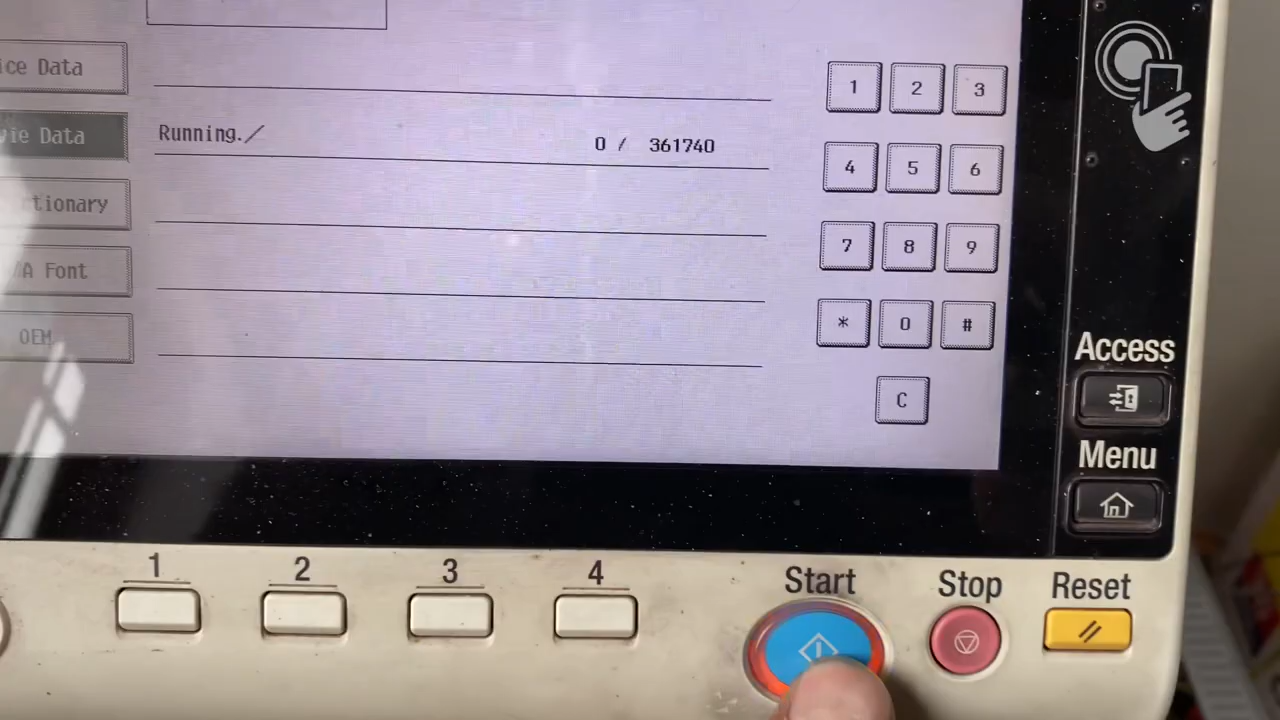 ice Data
1 2 3
vie Data
Running./
0 / 361740
4 5 6
ctionary
7 8 9
/A Font
* 0 #
OEM
Access
C
Menu
1 2 3 4
Start
Stop
Reset